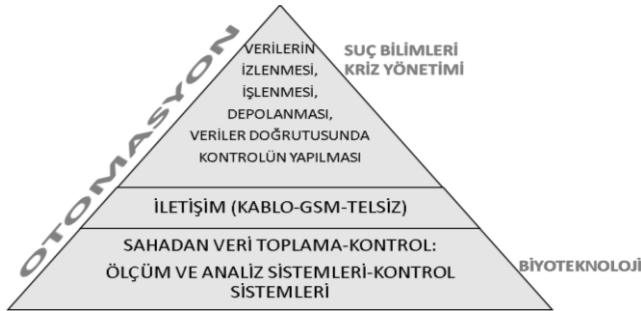 OTOMASYON
VERİLERİN
İZLENMESİ,
İŞLENMESİ,
DEPOLANMASI,
VERİLER DOĞRUTUSUNDA
KONTROLÜN YAPILMASI
SUÇ BİLİMLERİ
KRİZ YÖNETİMİ
İLETİŞİM (KABLO-GSM-TELSİZ)
SAHADAN VERİ TOPLAMA-KONTROL:
ÖLÇÜM VE ANALİZ SİSTEMLERİ-KONTROL
SİSTEMLERİ
BİYOTEKNOLOJİ